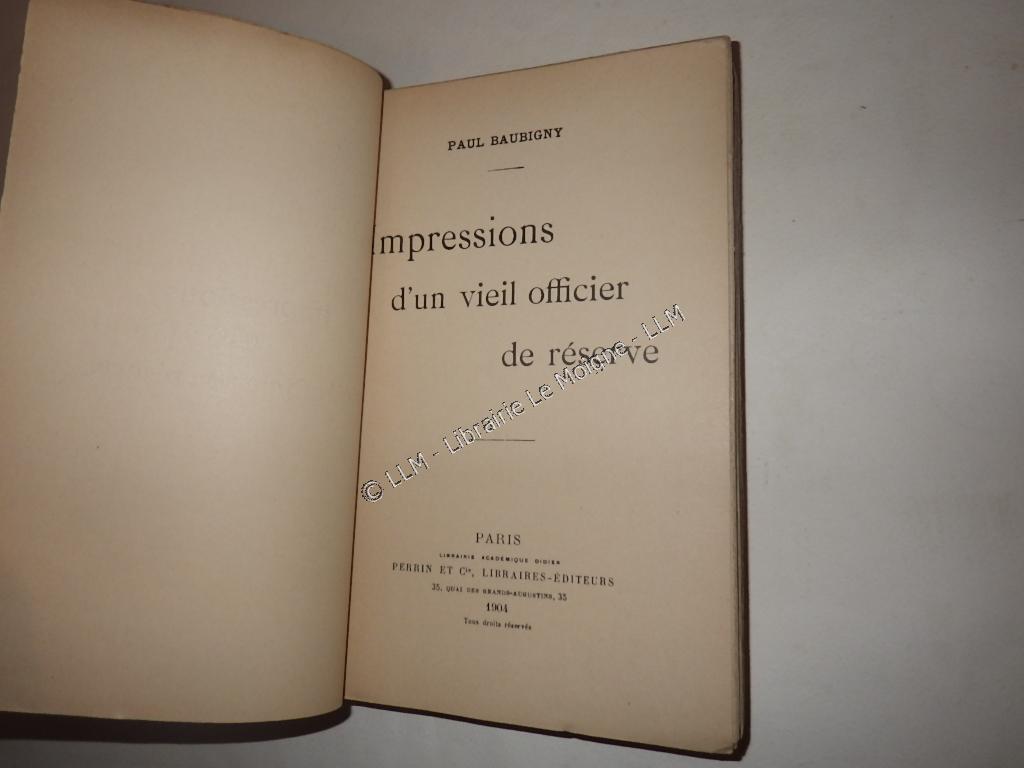 PAUL BAUBIGNY
Impressions
d'un vieil officier
de réserve
© LLM - Librairie Le Moigne - LLM
PARIS
LIBRAIRIE ACADÉMIQUE DIDIER
PERRIN ET Cie, LIBRAIRES-ÉDITEURS
35, QUAI DES GRANDS-AUGUSTINS, 35
1904
Tous droits réservés